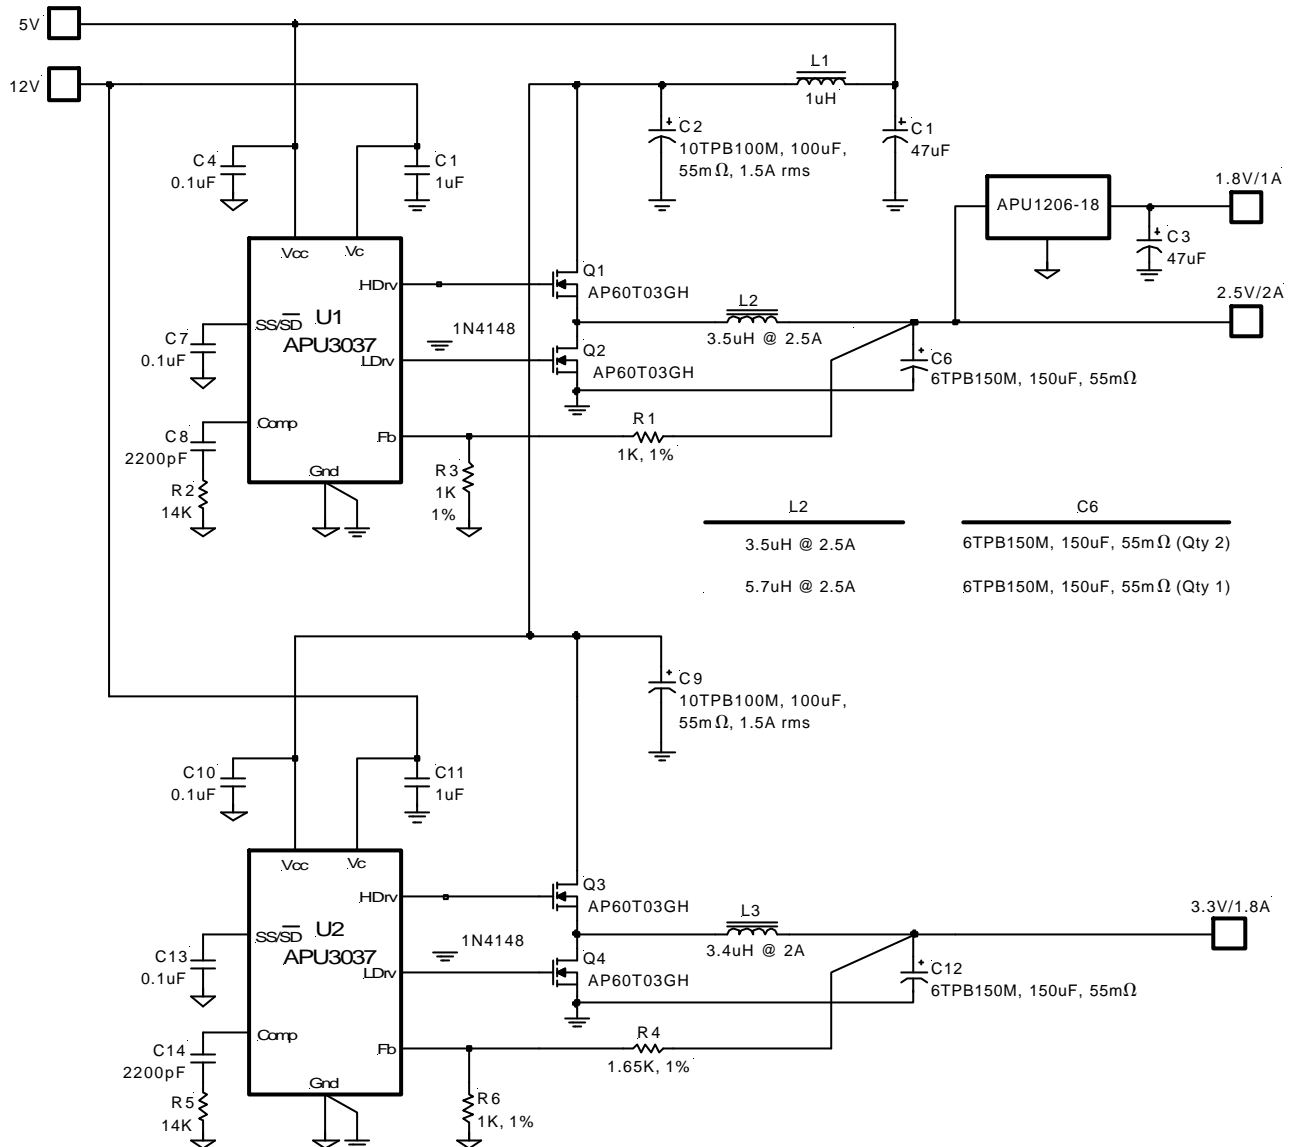 5V
12V
L1
1uH
C4
0.1uF
C1
1uF
C2
10TPB100M, 100uF,
55mΩ, 1.5A rms
C1
47uF
1.8V/1A
APU1206-18
C3
47uF
Vcc
Vc
HDrv
Q1
AP60T03GH
SS/SD
U1
APU3037
1N4148
L2
3.5uH @ 2.5A
2.5V/2A
C7
0.1uF
LDrv
Q2
AP60T03GH
C6
6TPB150M, 150uF, 55mΩ
Comp
Fb
R1
1K, 1%
C8
2200pF
R2
14K
Gnd
R3
1K
1%
L2
C6
3.5uH @ 2.5A
6TPB150M, 150uF, 55mΩ (Qty 2)
5.7uH @ 2.5A
6TPB150M, 150uF, 55mΩ (Qty 1)
C9
10TPB100M, 100uF,
55mΩ, 1.5A rms
C10
0.1uF
C11
1uF
Vcc
Vc
HDrv
Q3
AP60T03GH
SS/SD
U2
APU3037
1N4148
L3
3.4uH @ 2A
3.3V/1.8A
C13
0.1uF
LDrv
Q4
AP60T03GH
C12
6TPB150M, 150uF, 55mΩ
Comp
Fb
R4
1.65K, 1%
C14
2200pF
R5
14K
Gnd
R6
1K, 1%